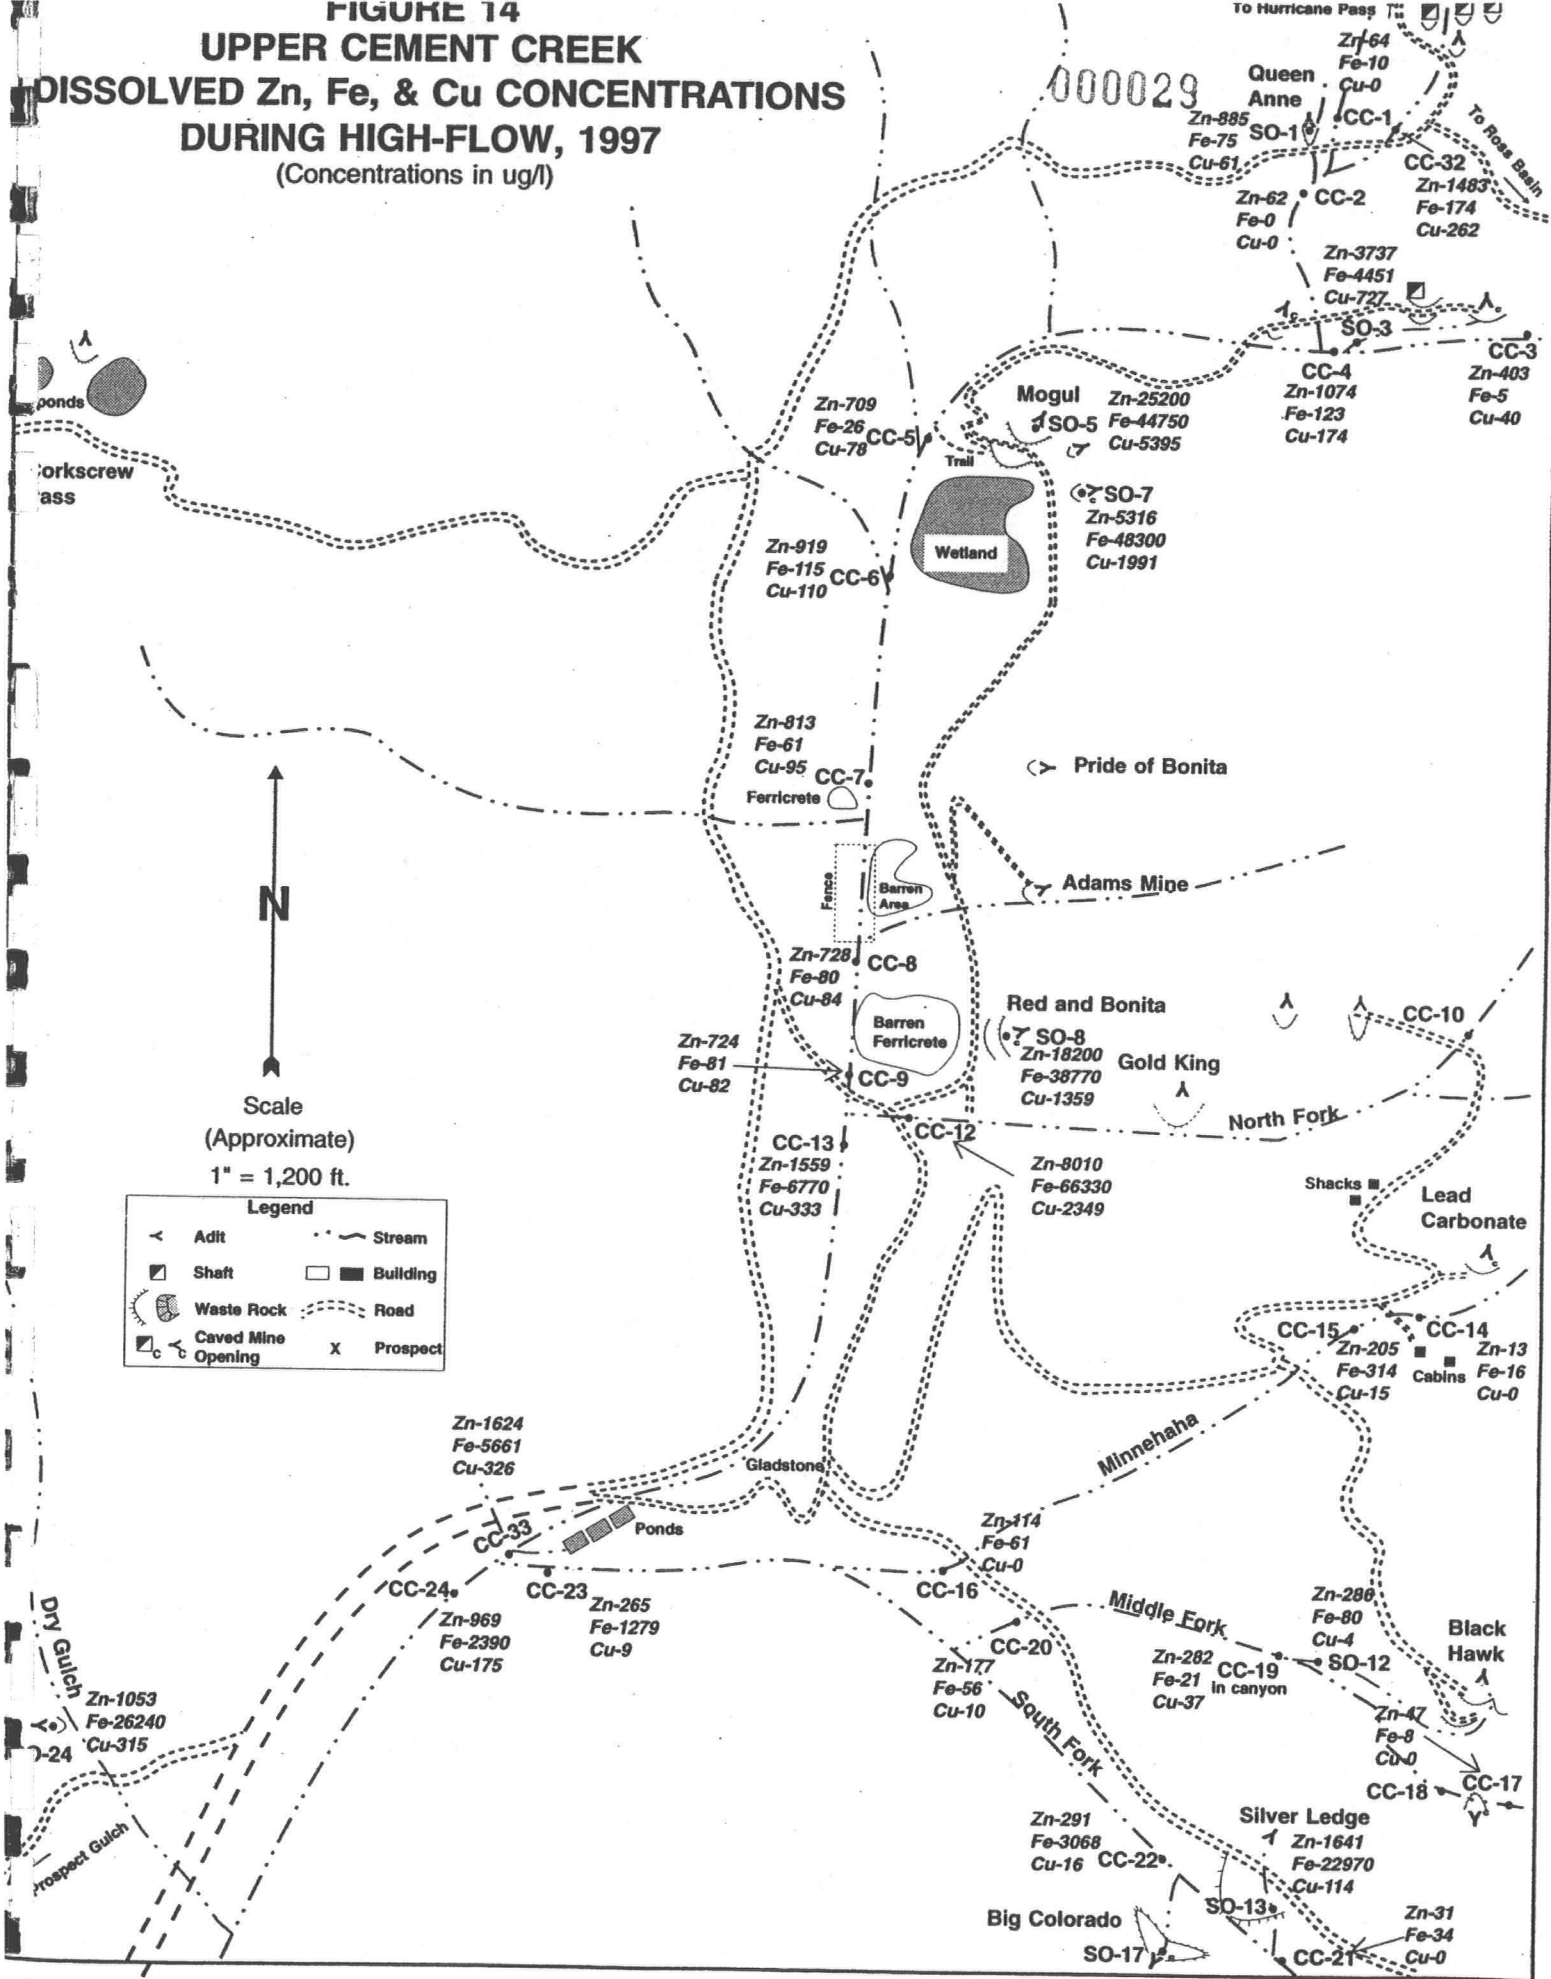 FIGURE 14
UPPER CEMENT CREEK
DISSOLVED Zn, Fe, & Cu CONCENTRATIONS
DURING HIGH-FLOW, 1997
(Concentrations in ug/l)
000029
To Hurricane Pass
Zn-64
Fe-10
Cu-0
Queen
Anne
Zn-885
Fe-75
Cu-61
SO-1
CC-1
To Ross Basin
CC-32
Zn-1483
Fe-174
Cu-262
Zn-62
Fe-0
Cu-0
CC-2
Zn-3737
Fe-4451
Cu-727
c
c
SO-3
CC-3
Zn-403
Fe-5
Cu-40
CC-4
Zn-1074
Fe-123
Cu-174
ponds
orkscrew
ass
Zn-709
Fe-26
Cu-78
CC-5
Mogul
SO-5
Zn-25200
Fe-44750
Cu-5395
Trail
c
SO-7
Zn-5316
Fe-48300
Cu-1991
Wetland
Zn-919
Fe-115
Cu-110
CC-6
Zn-813
Fe-61
Cu-95
CC-7
Ferricrete
Pride of Bonita
Fence
Barren
Area
Adams Mine
N
Zn-728
Fe-80
Cu-84
CC-8
Barren
Ferricrete
Red and Bonita
c
SO-8
Zn-18200
Fe-38770
Cu-1359
Gold King
CC-10
Zn-724
Fe-81
Cu-82
CC-9
North Fork
CC-12
Zn-8010
Fe-66330
Cu-2349
CC-13
Zn-1559
Fe-6770
Cu-333
Scale
(Approximate)
1" = 1,200 ft.
Legend
Adit
Stream
Shaft
Building
Waste Rock
Road
c
c
Caved Mine
Opening
X
Prospect
Shacks
Lead
Carbonate
c
CC-15
Zn-205
Fe-314
Cu-15
CC-14
Cabins
Zn-13
Fe-16
Cu-0
Minnehaha
Zn-1624
Fe-5661
Cu-326
Gladstone
CC-33
Ponds
Zn-114
Fe-61
Cu-0
CC-16
CC-24
Zn-969
Fe-2390
Cu-175
CC-23
Zn-265
Fe-1279
Cu-9
Middle Fork
CC-20
Zn-177
Fe-56
Cu-10
Zn-286
Fe-80
Cu-4
SO-12
Zn-282
Fe-21
Cu-37
CC-19
in canyon
Black
Hawk
South Fork
Zn-47
Fe-8
Cu-0
CC-18
CC-17
Dry Gulch
Zn-1053
Fe-26240
Cu-315
O-24
Prospect Gulch
Zn-291
Fe-3068
Cu-16
CC-22
Silver Ledge
Zn-1641
Fe-22970
Cu-114
SO-13
Big Colorado
SO-17
CC-21
Zn-31
Fe-34
Cu-0